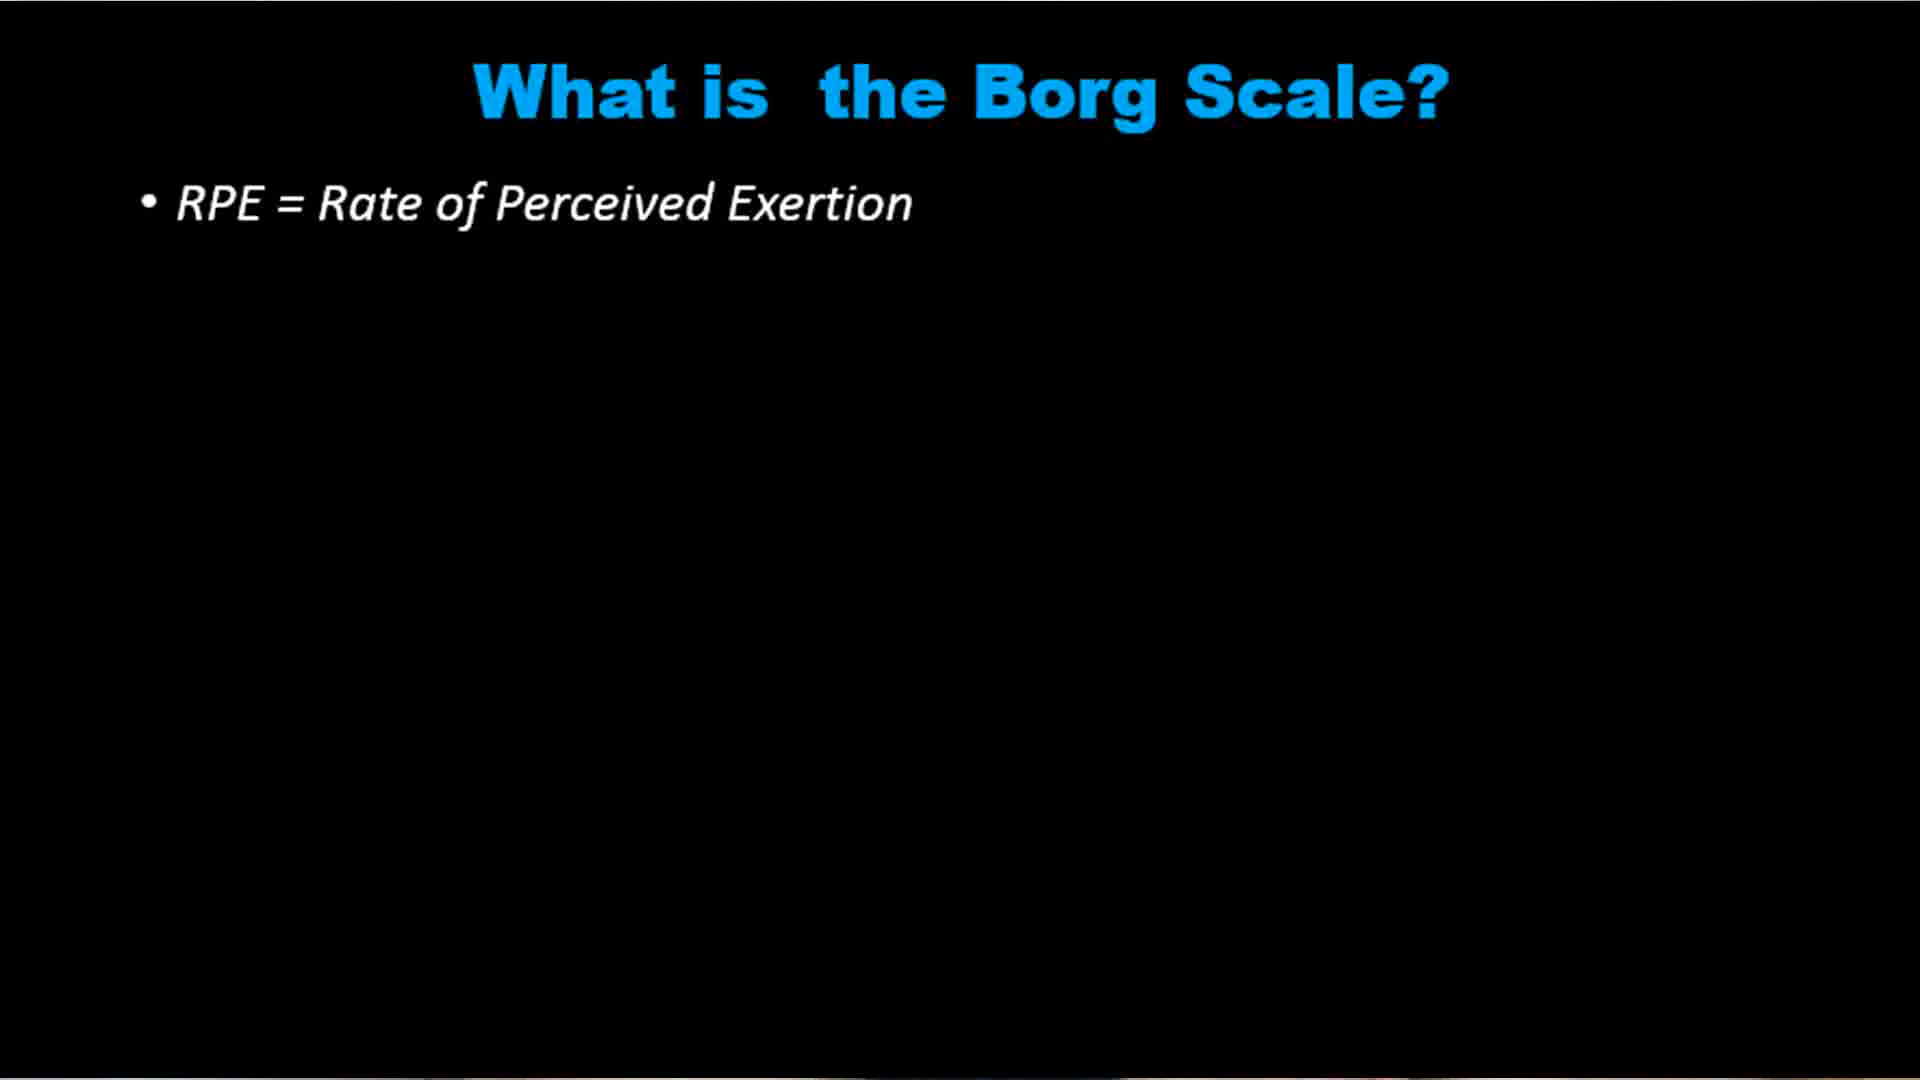 What is  the Borg Scale?
• RPE = Rate of Perceived Exertion